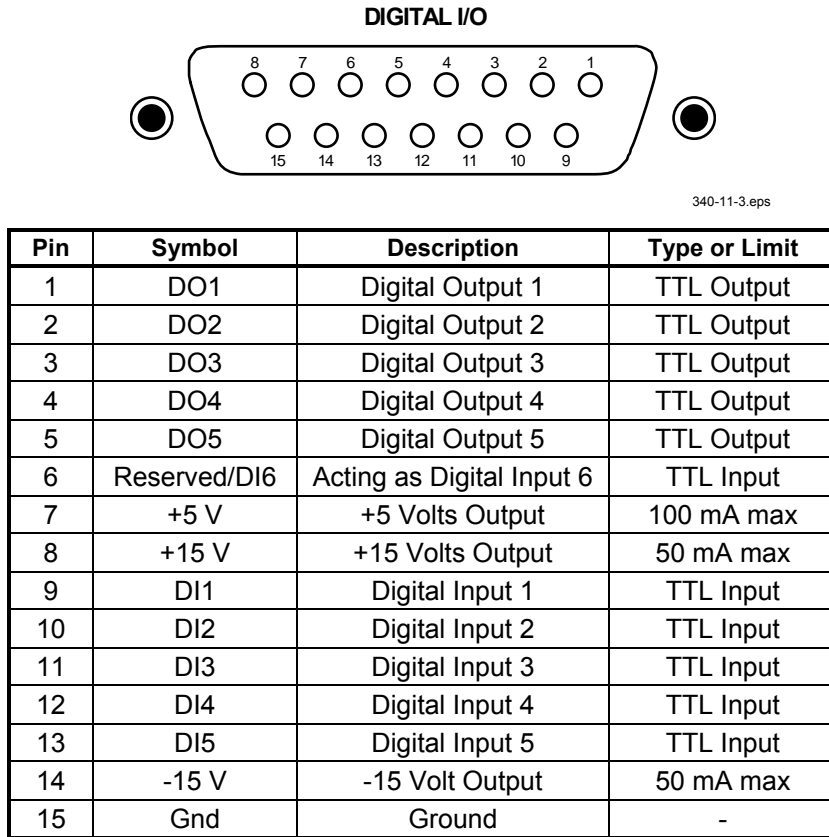 DIGITAL I/O
8 7 6 5 4 3 2 1
15 14 13 12 11 10 9
340-11-3.eps
Pin Symbol Description Type or Limit
1 DO1 Digital Output 1 TTL Output
2 DO2 Digital Output 2 TTL Output
3 DO3 Digital Output 3 TTL Output
4 DO4 Digital Output 4 TTL Output
5 DO5 Digital Output 5 TTL Output
6 Reserved/DI6 Acting as Digital Input 6 TTL Input
7 +5 V +5 Volts Output 100 mA max
8 +15 V +15 Volts Output 50 mA max
9 DI1 Digital Input 1 TTL Input
10 DI2 Digital Input 2 TTL Input
11 DI3 Digital Input 3 TTL Input
12 DI4 Digital Input 4 TTL Input
13 DI5 Digital Input 5 TTL Input
14 -15 V -15 Volt Output 50 mA max
15 Gnd Ground -